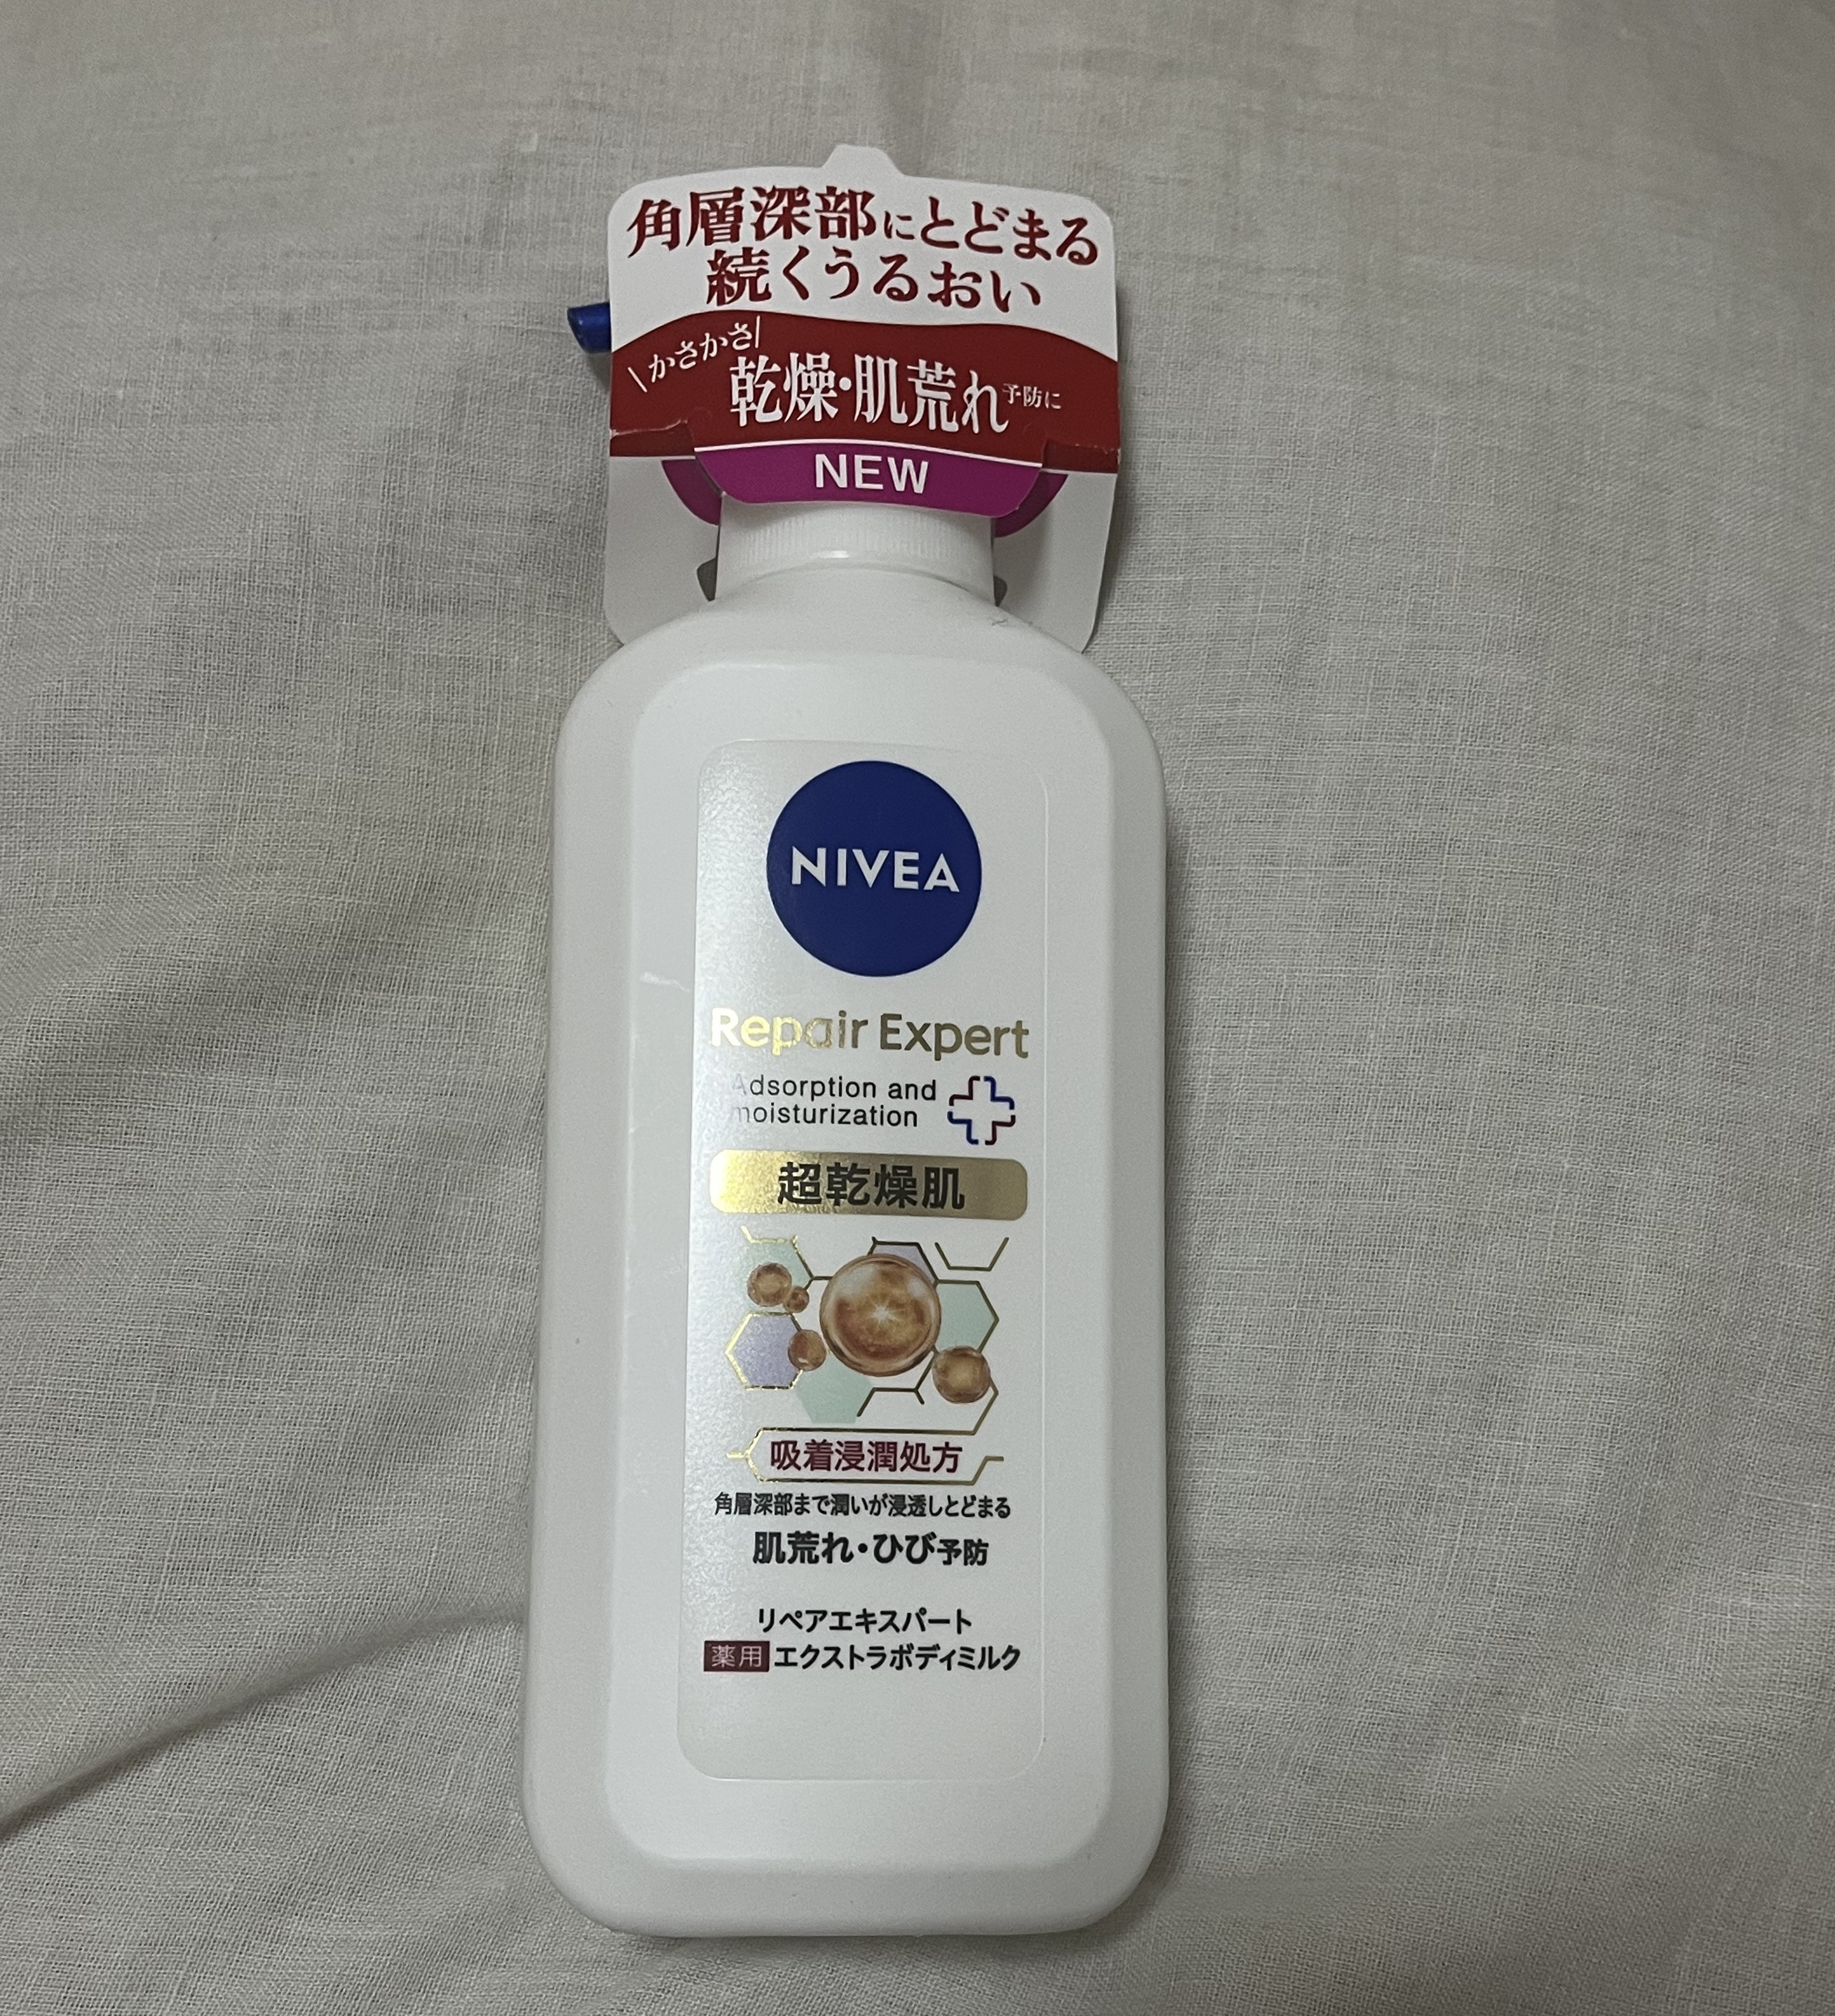 角層深部にとどまる
続くうるおい
\かさかさ/
乾燥・肌荒れ予防に
NEW
NIVEA
Repair Expert
Adsorption and
moisturization
超乾燥肌
吸着浸潤処方
角層深部まで潤いが浸透しとどまる
肌荒れ・ひび予防
リペアエキスパート
薬用 エクストラボディミルク